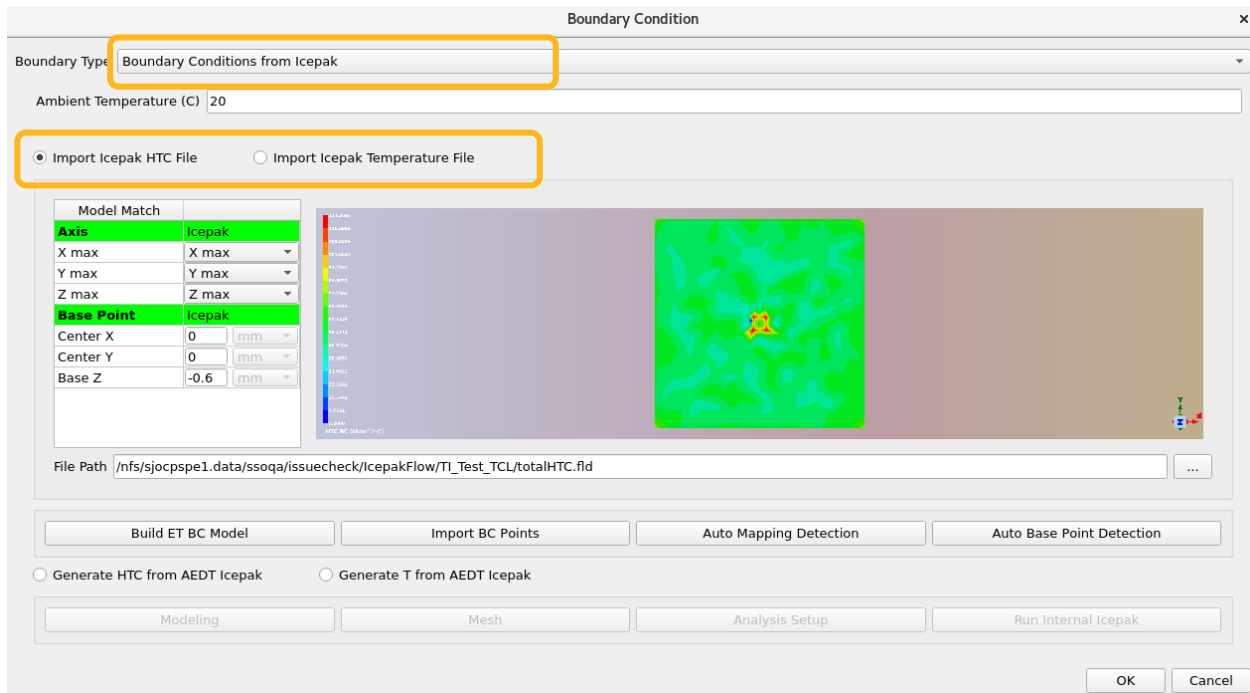 Boundary Condition
×
Boundary Type Boundary Conditions from Icepak
Ambient Temperature (C) 20
Import Icepak HTC File Import Icepak Temperature File
Model Match
Axis Icepak
X max X max
Y max Y max
Z max Z max
Base Point Icepak
Center X 0 mm
Center Y 0 mm
Base Z -0.6 mm
Y
Z
File Path /nfs/sjocpspe1.data/ssoqa/issuecheck/IcepakFlow/TI_Test_TCL/totalHTC.fld ...
Build ET BC Model Import BC Points Auto Mapping Detection Auto Base Point Detection
Generate HTC from AEDT Icepak Generate T from AEDT Icepak
Modeling Mesh Analysis Setup Run Internal Icepak
OK Cancel